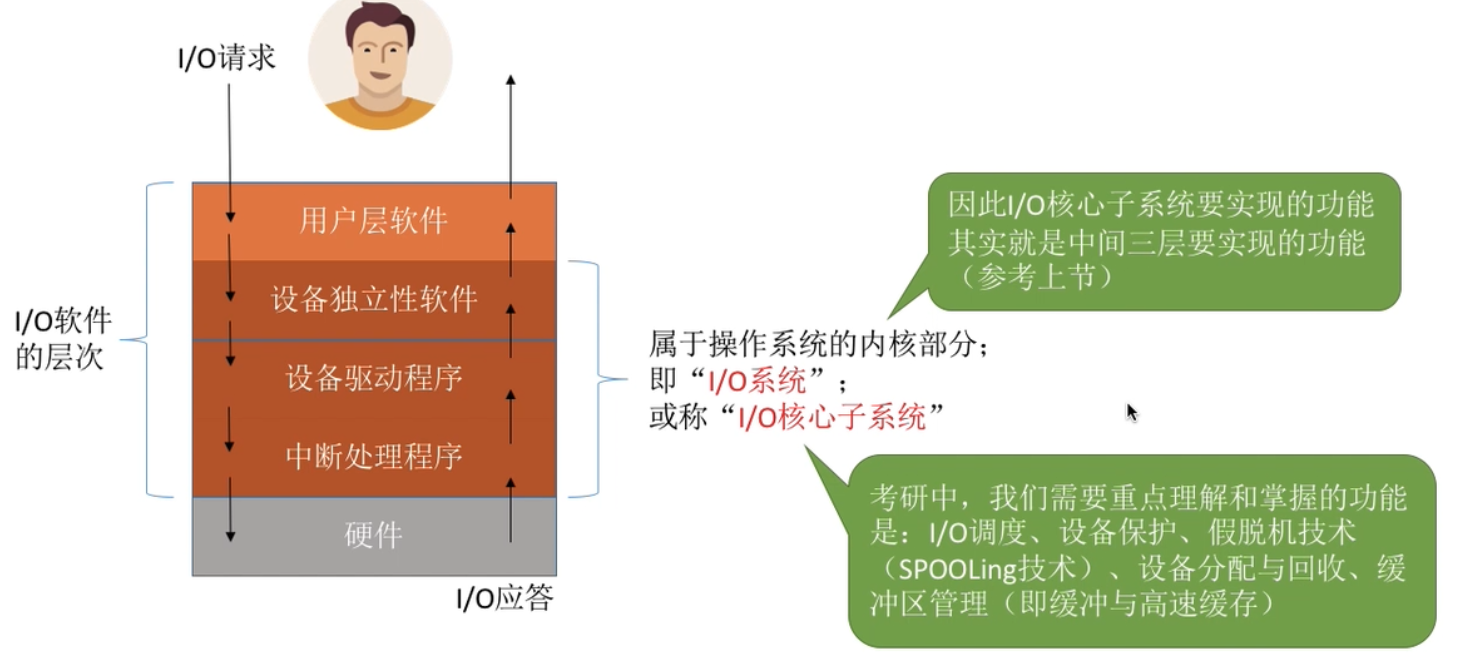 I/O请求
用户层软件
设备独立性软件
设备驱动程序
中断处理程序
硬件
I/O应答
I/O软件
的层次
属于操作系统的内核部分；
即“I/O系统”；
或称“I/O核心子系统”
因此I/O核心子系统要实现的功能
其实就是中间三层要实现的功能
（参考上节）
考研中，我们需要重点理解和掌握的功能
是：I/O调度、设备保护、假脱机技术
（SPOOLing技术）、设备分配与回收、缓
冲区管理（即缓冲与高速缓存）